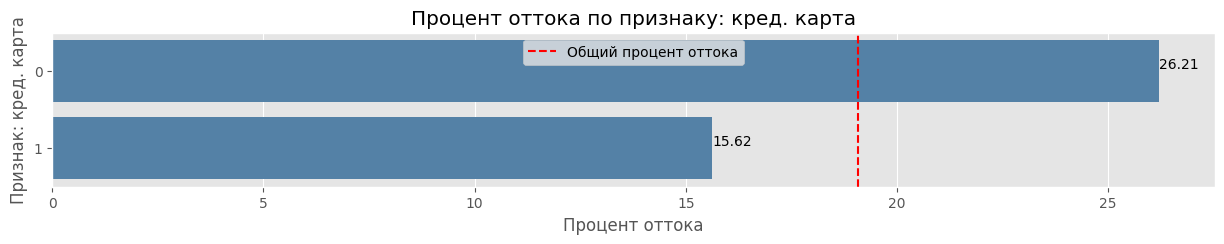 Процент оттока по признаку: кред. карта
Признак: кред. карта
Общий процент оттока
0
26.21
1
15.62
0 5 10 15 20 25
Процент оттока